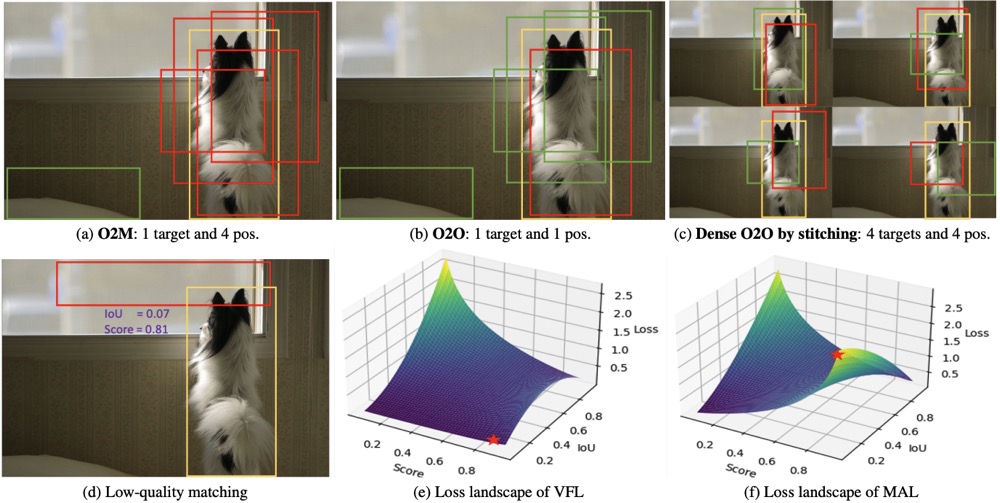 (a) O2M: 1 target and 4 pos.
(b) O2O: 1 target and 1 pos.
(c) Dense O2O by stitching: 4 targets and 4 pos.
IoU = 0.07
Score = 0.81
2.5
2.0
1.5
1.0
0.5
Loss
0.8
0.6
0.4
0.2
IoU
0.2
0.4
0.6
0.8
Score
2.5
2.0
1.5
1.0
0.5
Loss
0.8
0.6
0.4
0.2
IoU
0.2
0.4
0.6
0.8
Score
(d) Low-quality matching
(e) Loss landscape of VFL
(f) Loss landscape of MAL